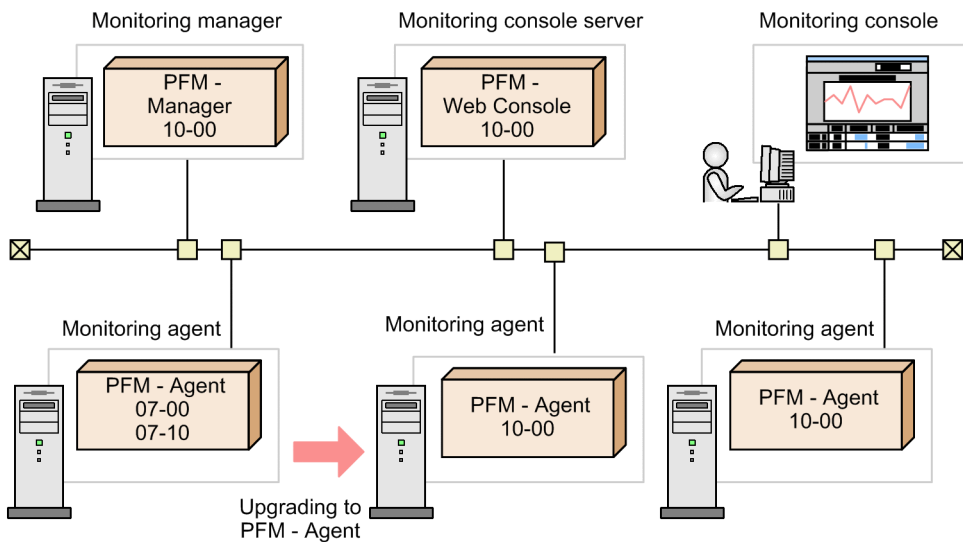 Monitoring manager
PFM -
Manager
10-00
Monitoring console server
PFM -
Web Console
10-00
Monitoring console
Monitoring agent
PFM - Agent
07-00
07-10
Upgrading to
PFM - Agent
Monitoring agent
PFM - Agent
10-00
Monitoring agent
PFM - Agent
10-00